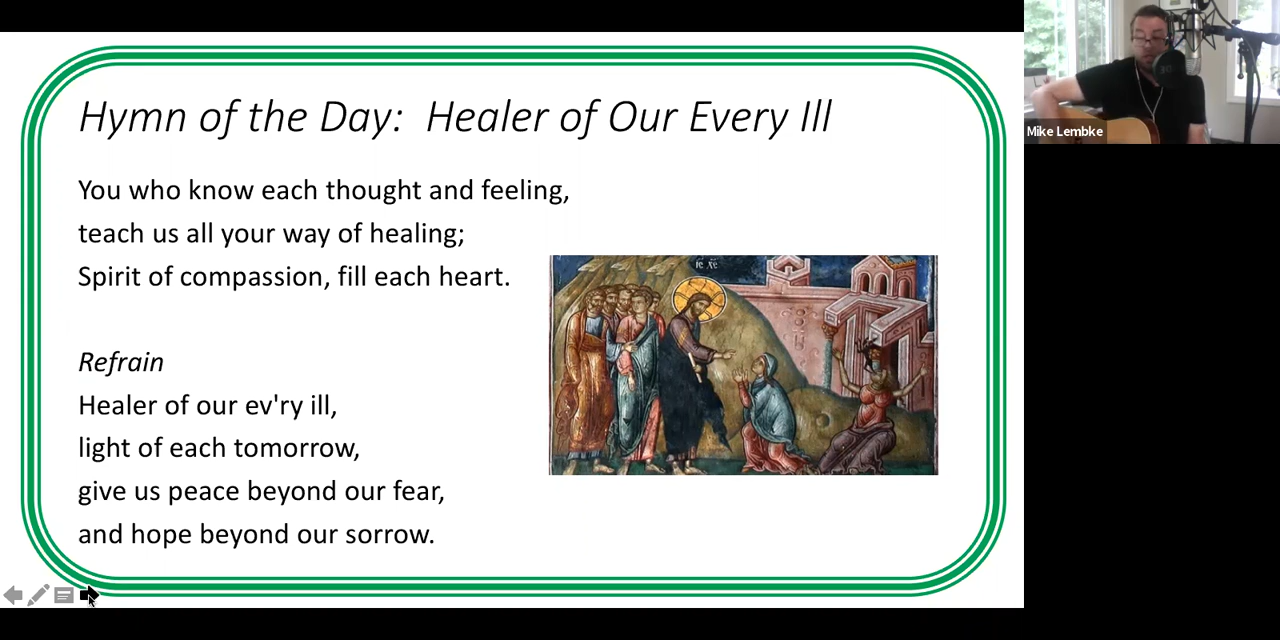 Hymn of the Day:  Healer of Our Every Ill
You who know each thought and feeling,
teach us all your way of healing;
Spirit of compassion, fill each heart.
Refrain
Healer of our ev'ry ill,
light of each tomorrow,
give us peace beyond our fear,
and hope beyond our sorrow.
Mike Lembke